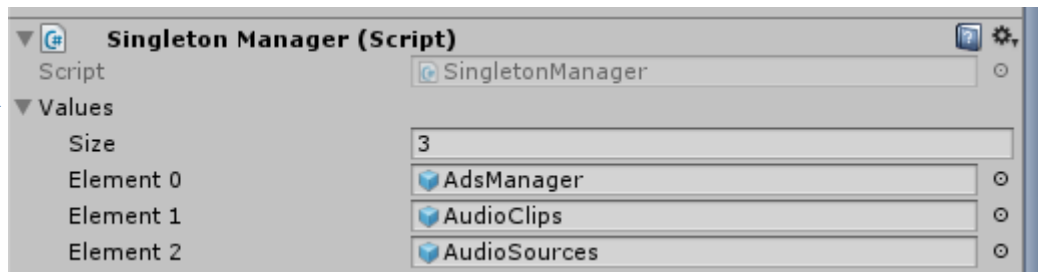 Singleton Manager (Script)
Script SingletonManager
Values
Size 3
Element 0 AdsManager
Element 1 AudioClips
Element 2 AudioSources